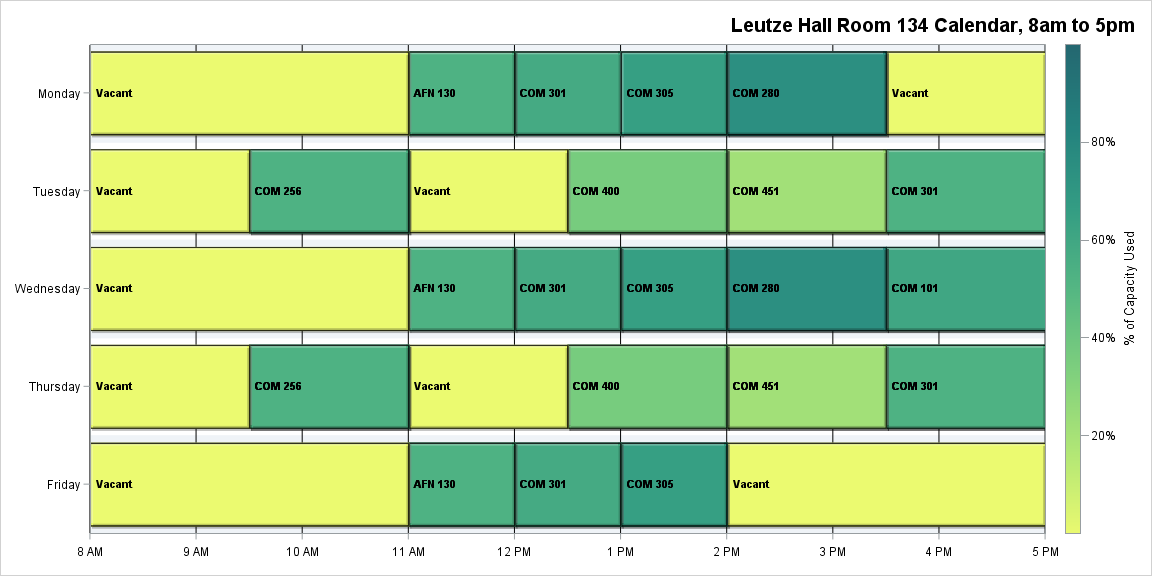 Leutze Hall Room 134 Calendar, 8am to 5pm
Monday Vacant AFN 130 COM 301 COM 305 COM 280 Vacant
80%
Tuesday Vacant COM 256 Vacant COM 400 COM 451 COM 301
60%
Wednesday Vacant AFN 130 COM 301 COM 305 COM 280 COM 101
% of Capacity Used
40%
Thursday Vacant COM 256 Vacant COM 400 COM 451 COM 301
20%
Friday Vacant AFN 130 COM 301 COM 305 Vacant
8 AM 9 AM 10 AM 11 AM 12 PM 1 PM 2 PM 3 PM 4 PM 5 PM